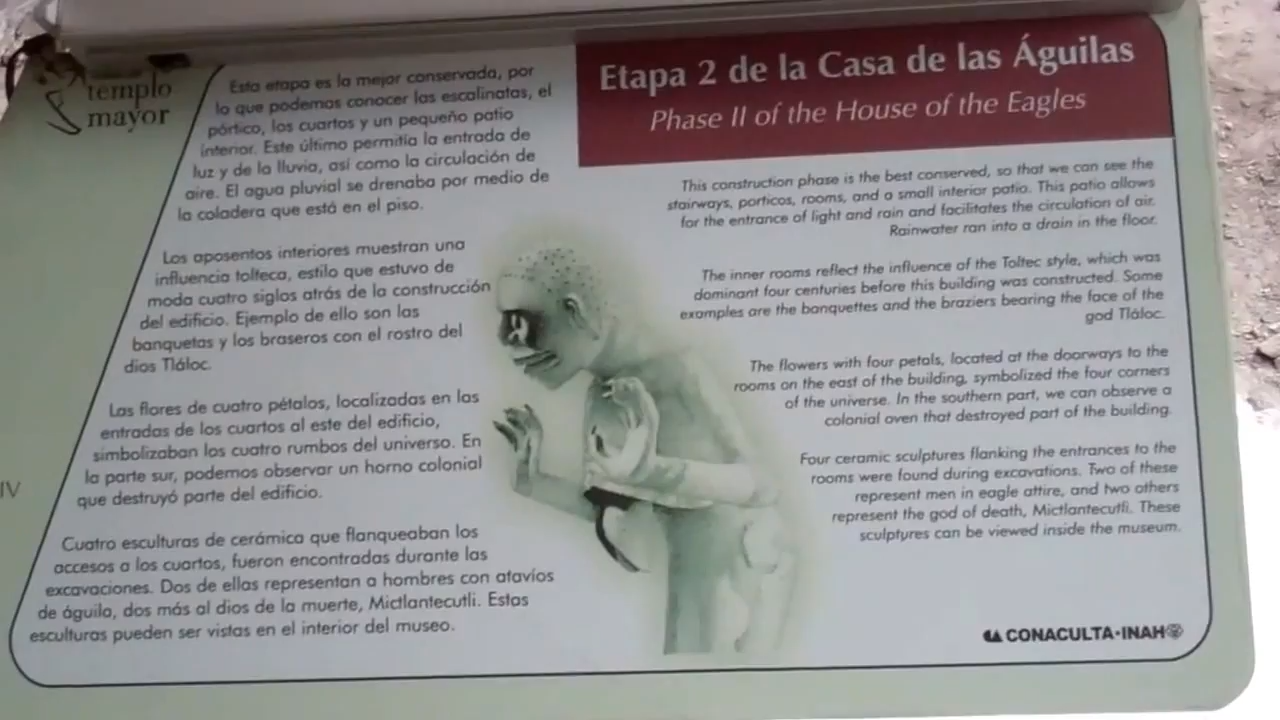 templo
mayor
Esta etapa es la mejor conservada, por
lo que podemos conocer las escalinatas, el
pórtico, los cuartos y un pequeño patio
interior. Este último permitía la entrada de
luz y de la lluvia, así como la circulación de
aire. El agua pluvial se drenaba por medio de
la coladera que está en el piso.
Los aposentos interiores muestran una
influencia tolteca, estilo que estuvo de
moda cuatro siglos atrás de la construcción
del edificio. Ejemplo de ello son las
banquetas y los braseros con el rostro del
dios Tláloc.
Las flores de cuatro pétalos, localizadas en las
entradas de los cuartos al este del edificio,
simbolizaban los cuatro rumbos del universo. En
la parte sur, podemos observar un horno colonial
que destruyó parte del edificio.
Cuatro esculturas de cerámica que flanqueaban los
accesos a los cuartos, fueron encontradas durante las
excavaciones. Dos de ellas representan a hombres con atavíos
de águila, dos más al dios de la muerte, Mictlantecutli. Estas
esculturas pueden ser vistas en el interior del museo.
IV
Etapa 2 de la Casa de las Águilas
Phase II of the House of the Eagles
This construction phase is the best conserved, so that we can see the
stairways, porticos, rooms, and a small interior patio. This patio allows
for the entrance of light and rain and facilitates the circulation of air.
Rainwater ran into a drain in the floor.
The inner rooms reflect the influence of the Toltec style, which was
dominant four centuries before this building was constructed. Some
examples are the banquettes and the braziers bearing the face of the
god Tláloc.
The flowers with four petals, located at the doorways to the
rooms on the east of the building, symbolized the four corners
of the universe. In the southern part, we can observe a
colonial oven that destroyed part of the building.
Four ceramic sculptures flanking the entrances to the
rooms were found during excavations. Two of these
represent men in eagle attire, and two others
represent the god of death, Mictlantecutli. These
sculptures can be viewed inside the museum.
CONACULTA·INAH